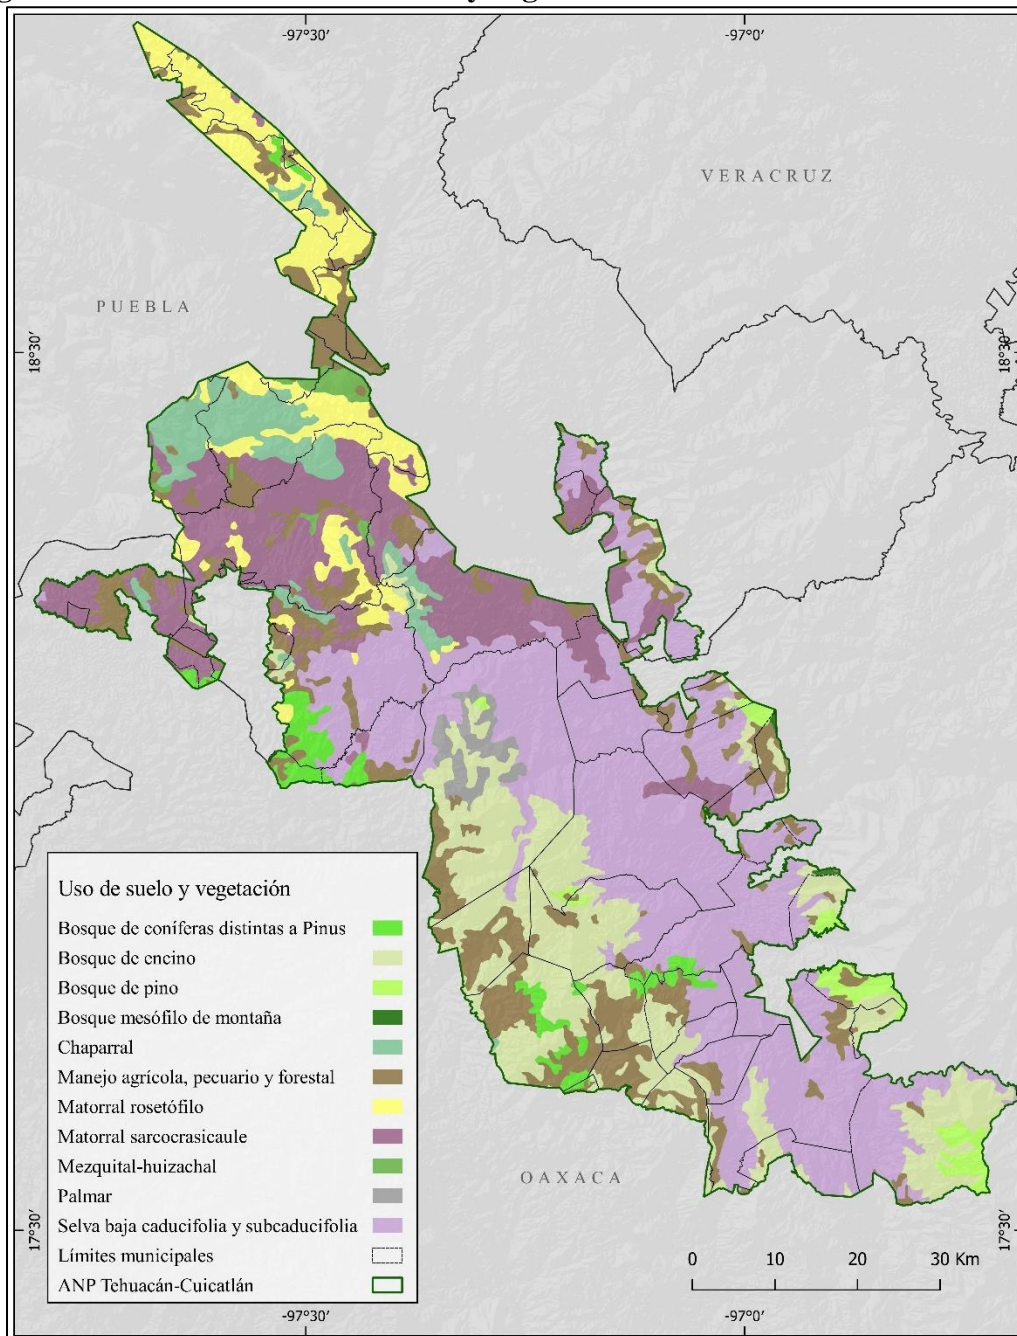 -97°30'
-97°0'
VERACRUZ
PUEBLA
18°30'
18°30'
Uso de suelo y vegetación
Bosque de coníferas distintas a Pinus
Bosque de encino
Bosque de pino
Bosque mesófilo de montaña
Chaparral
Manejo agrícola, pecuario y forestal
Matorral rosetófilo
Matorral sarcocrasicaule
Mezquital-huizachal
Palmar
Selva baja caducifolia y subcaducifolia
Límites municipales
ANP Tehuacán-Cuicatlán
OAXACA
17°30'
17°30'
0 10 20 30 Km
-97°30'
-97°0'